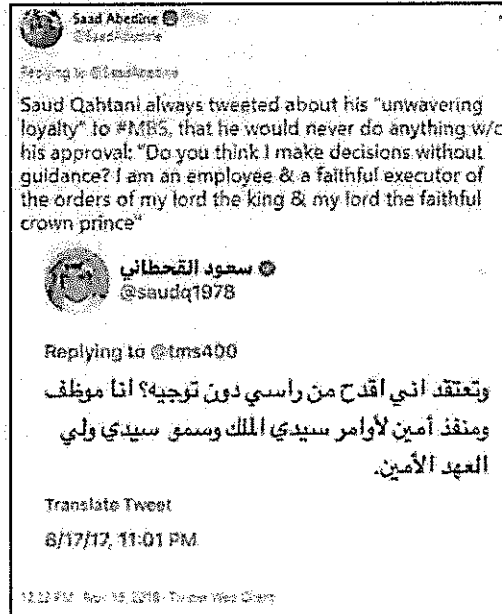 Saad Abedine
Replying to @SaadAbedine
Saud Qahtani always tweeted about his "unwavering
loyalty" to #MBS, that he would never do anything w/o
his approval: "Do you think I make decisions without
guidance? I am an employee & a faithful executor of
the orders of my lord the king & my lord the faithful
crown prince"
سعود القحطاني
@saudq1978
Replying to @tms400
وتعتقد اني اقدح من راسي دون توجيه؟ انا موظف
ومنفذ أمين لأوامر سيدي الملك وسمو سيدي ولي
العهد الأمين.
Translate Tweet
8/17/17, 11:01 PM